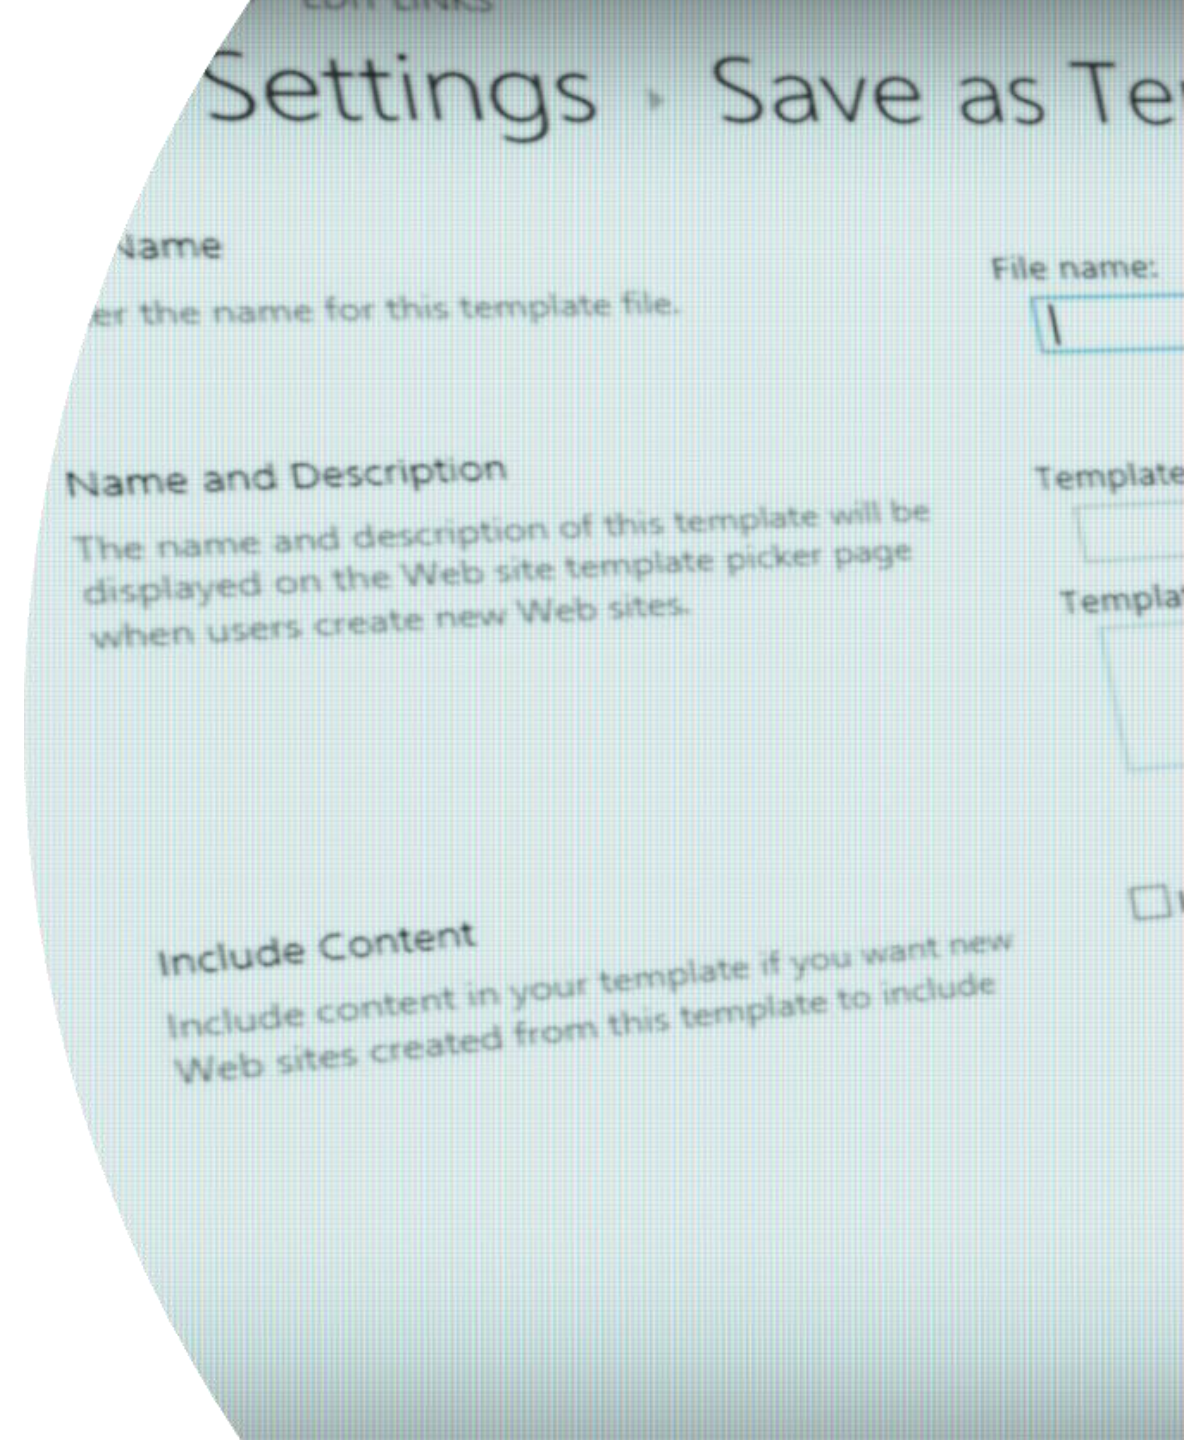 EDIT LINKS
Settings › Save as Te
Name
File name:
er the name for this template file.
Name and Description
Template
The name and description of this template will be
displayed on the Web site template picker page
when users create new Web sites.
Templat
Include Content
Include content in your template if you want new
Web sites created from this template to include